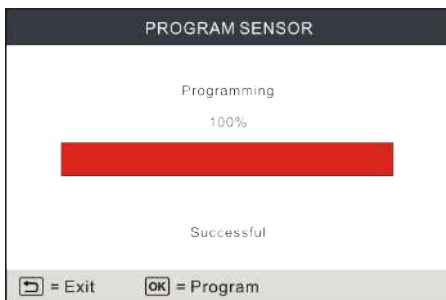 PROGRAM SENSOR
Programming
100%
Successful
= Exit OK = Program